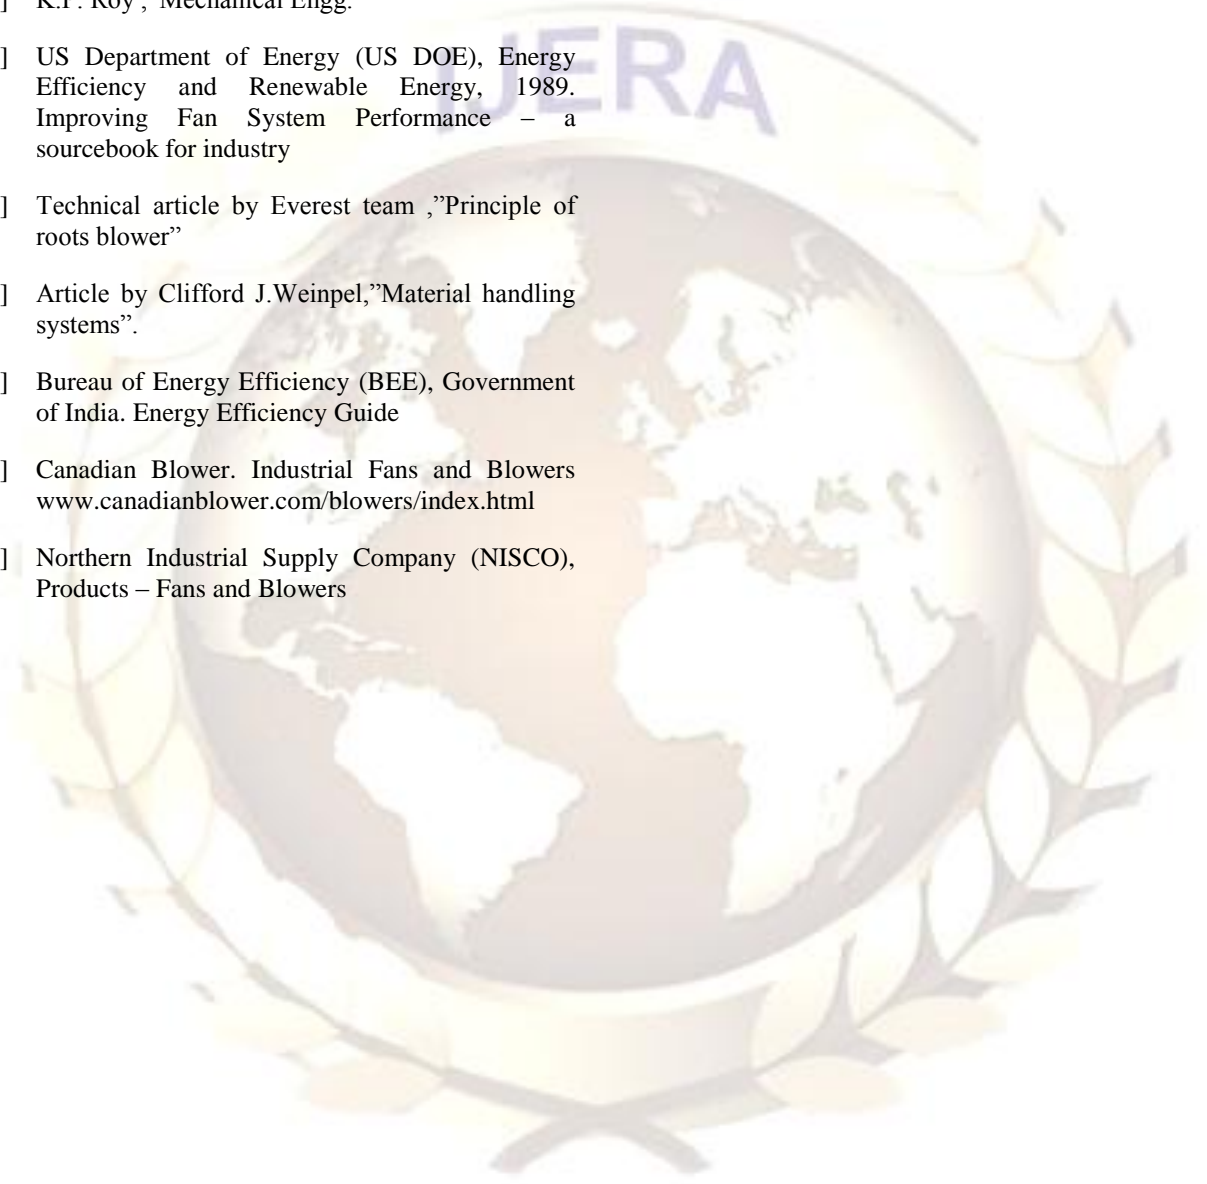 IJERA
] K.P. Roy , Mechanical Engg.
] US Department of Energy (US DOE), Energy
Efficiency and Renewable Energy, 1989.
Improving Fan System Performance – a
sourcebook for industry
] Technical article by Everest team ,”Principle of
roots blower”
] Article by Clifford J.Weinpel,”Material handling
systems”.
] Bureau of Energy Efficiency (BEE), Government
of India. Energy Efficiency Guide
] Canadian Blower. Industrial Fans and Blowers
www.canadianblower.com/blowers/index.html
] Northern Industrial Supply Company (NISCO),
Products – Fans and Blowers